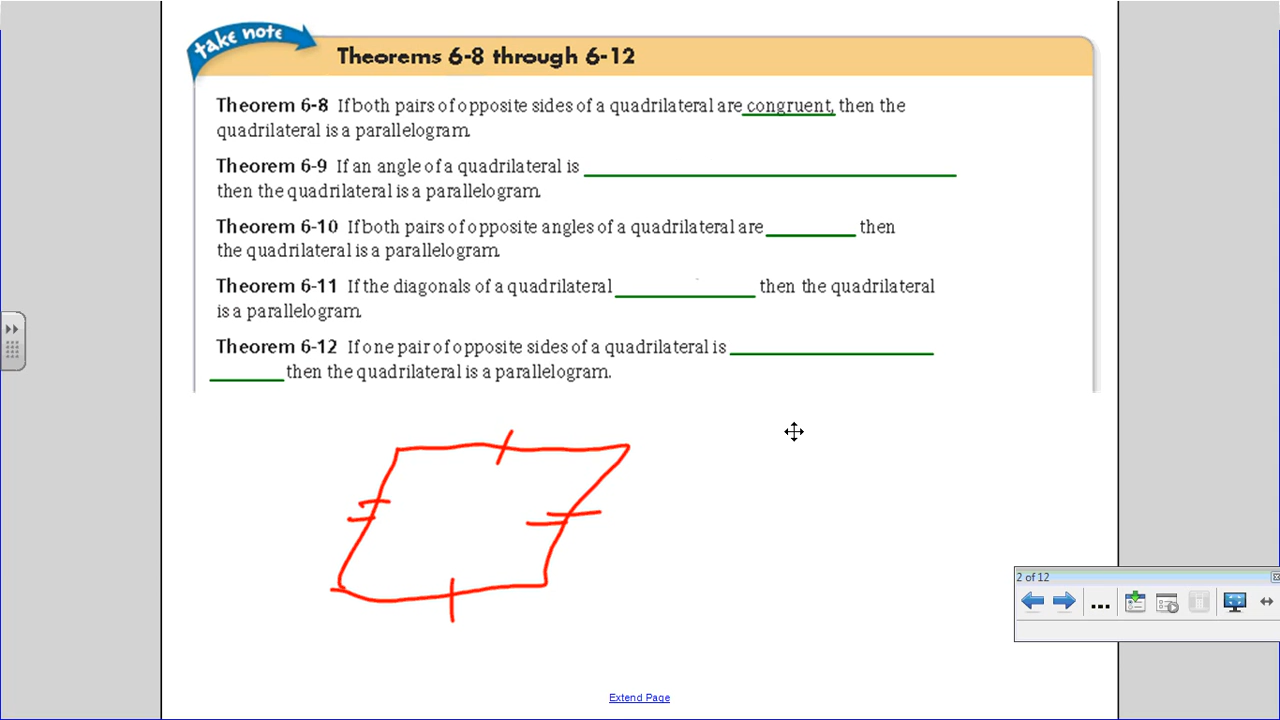 take note
Theorems 6-8 through 6-12
Theorem 6-8 If both pairs of opposite sides of a quadrilateral are congruent, then the
quadrilateral is a parallelogram.
Theorem 6-9 If an angle of a quadrilateral is
then the quadrilateral is a parallelogram.
Theorem 6-10 If both pairs of opposite angles of a quadrilateral are then
the quadrilateral is a parallelogram.
Theorem 6-11 If the diagonals of a quadrilateral then the quadrilateral
is a parallelogram.
Theorem 6-12 If one pair of opposite sides of a quadrilateral is
then the quadrilateral is a parallelogram.
2 of 12
...
Extend Page